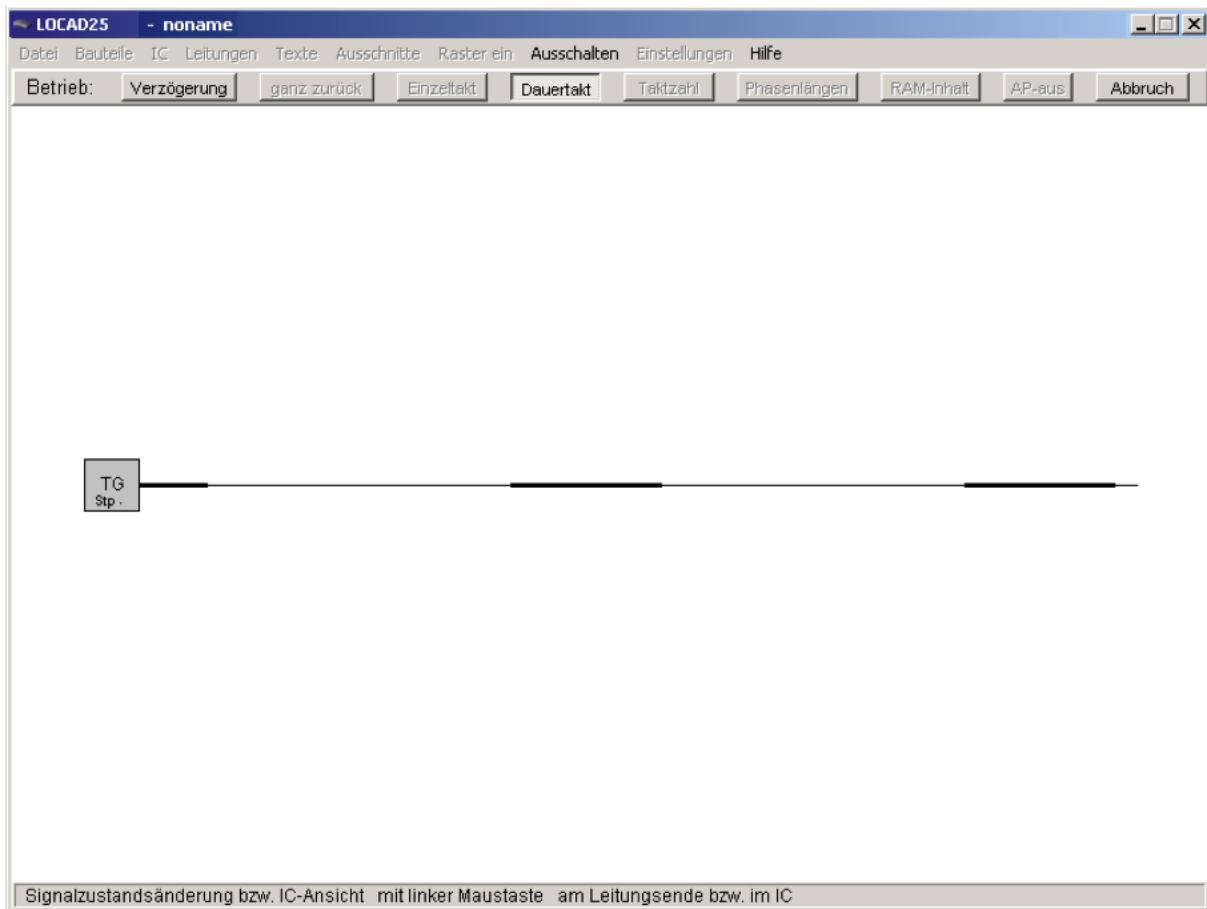 LOCAD25 - noname
Datei Bauteile IC Leitungen Texte Ausschnitte Raster ein Ausschalten Einstellungen Hilfe
Betrieb: Verzögerung ganz zurück Einzeltakt Dauertakt Taktzahl Phasenlängen RAM-Inhalt AP-aus Abbruch
TG
Stp .
Signalzustandsänderung bzw. IC-Ansicht mit linker Maustaste am Leitungsende bzw. im IC